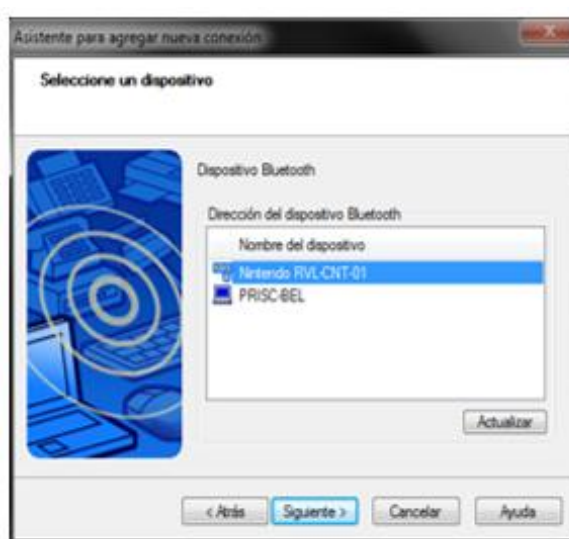 Asistente para agregar nueva conexión
Seleccione un dispositivo
Dispositivo Bluetooth
Dirección del dispositivo Bluetooth
Nombre del dispositivo
Nintendo RVL-CNT-01
PRISC-BEL
Actualizar
< Atrás
Siguiente >
Cancelar
Ayuda